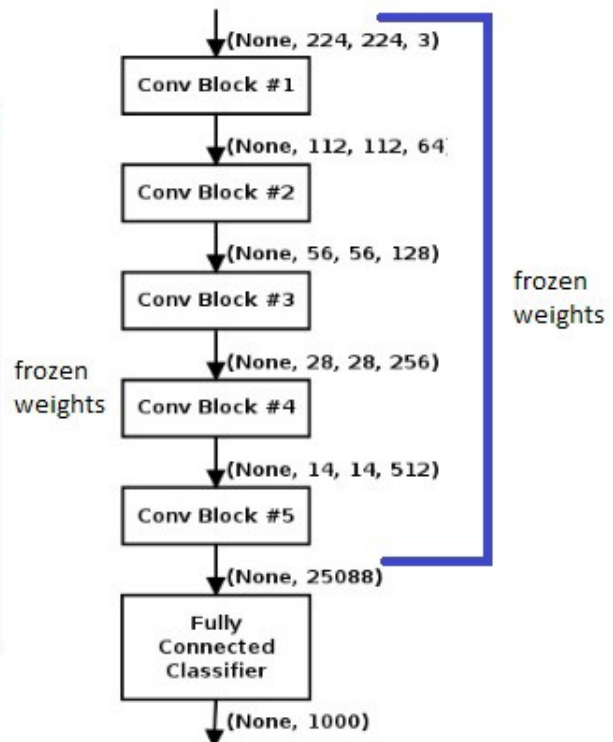 (None, 224, 224, 3)
Conv Block #1
(None, 112, 112, 64)
Conv Block #2
(None, 56, 56, 128)
Conv Block #3
(None, 28, 28, 256)
Conv Block #4
(None, 14, 14, 512)
Conv Block #5
(None, 25088)
Fully
Connected
Classifier
(None, 1000)
frozen
weights
frozen
weights